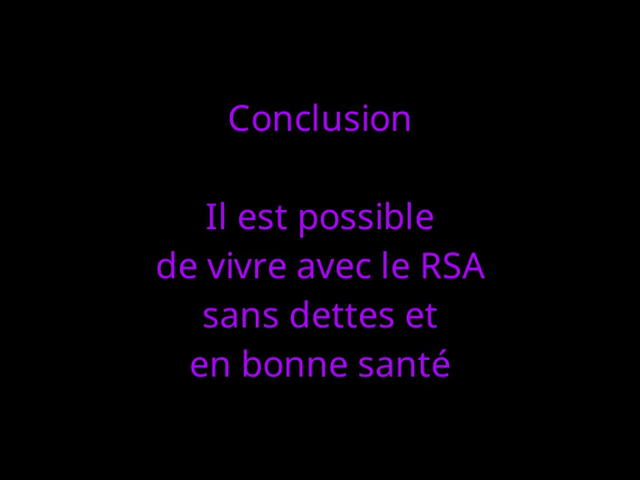 Conclusion
Il est possible
de vivre avec le RSA
sans dettes et
en bonne santé